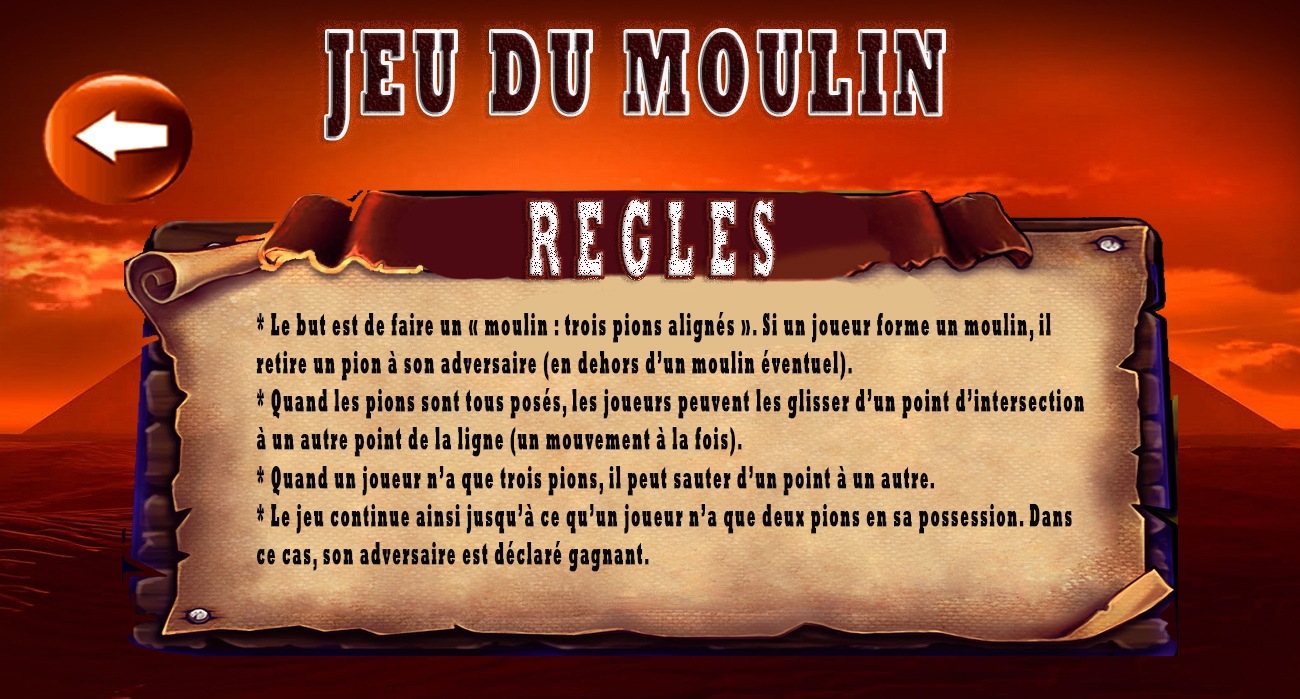 JEU DU MOULIN
REGLES
* Le but est de faire un « moulin : trois pions alignés ». Si un joueur forme un moulin, il
retire un pion à son adversaire (en dehors d’un moulin éventuel).
* Quand les pions sont tous posés, les joueurs peuvent les glisser d’un point d’intersection
à un autre point de la ligne (un mouvement à la fois).
* Quand un joueur n’a que trois pions, il peut sauter d’un point à un autre.
* Le jeu continue ainsi jusqu’à ce qu’un joueur n’a que deux pions en sa possession. Dans
ce cas, son adversaire est déclaré gagnant.